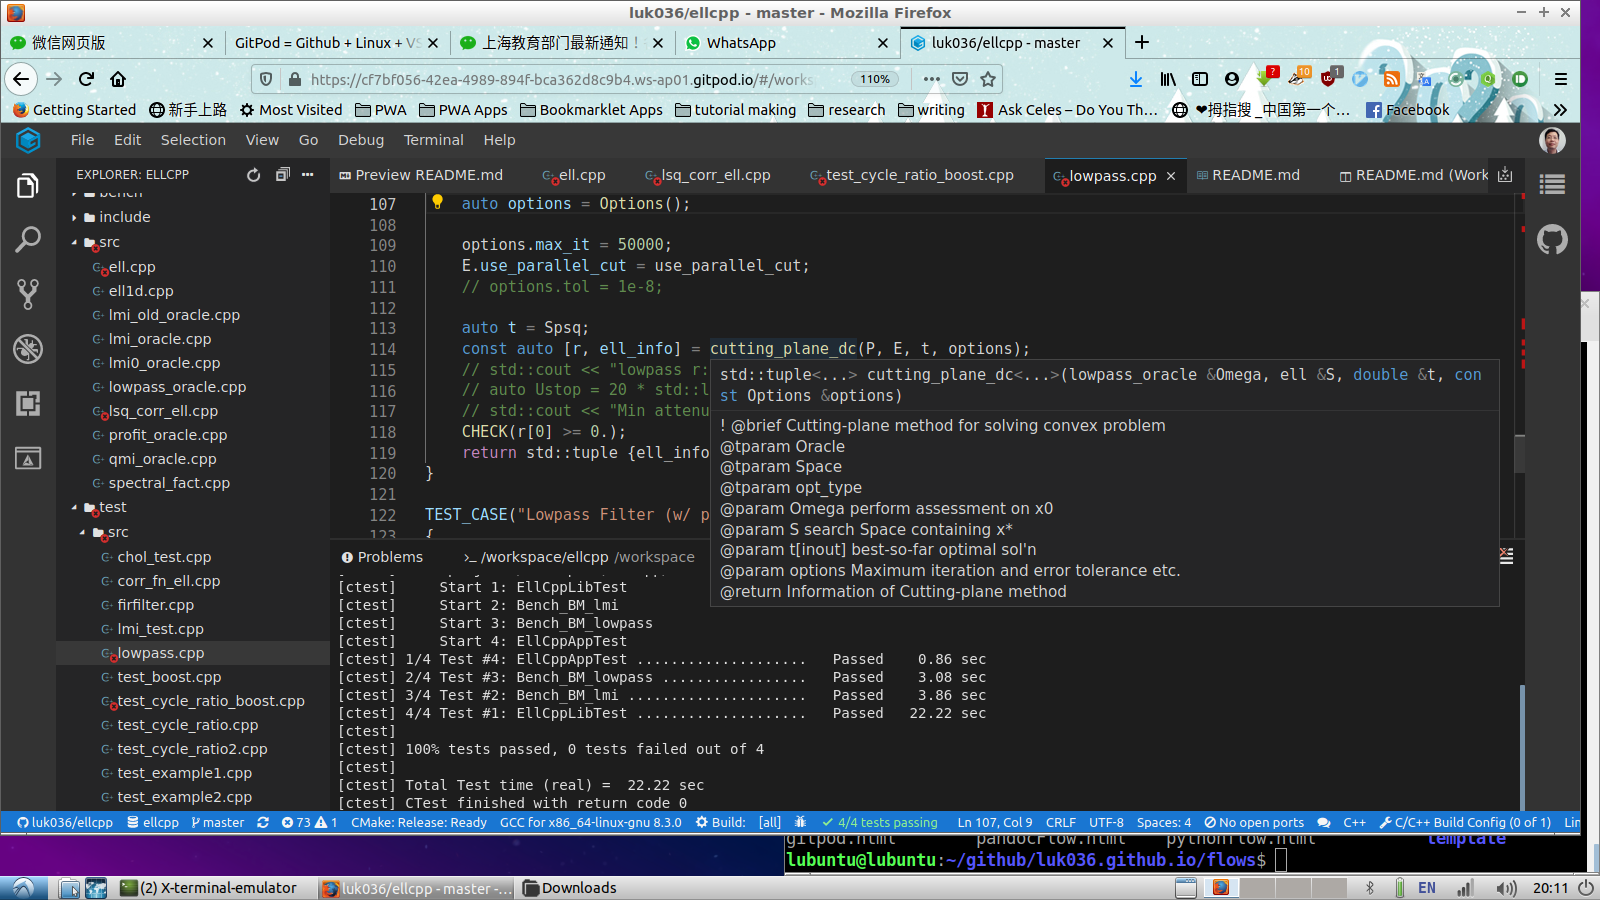 luk036/ellcpp - master - Mozilla Firefox
微信网页版
GitPod = Github + Linux + VS
上海教育部门最新通知！
WhatsApp
luk036/ellcpp - master
https://cf7bf056-42ea-4989-894f-bca362d8c9b4.ws-ap01.gitpod.io/#/works
110%
?
10
1
Getting Started
新手上路
Most Visited
PWA
PWA Apps
Bookmarklet Apps
tutorial making
research
writing
Ask Celes – Do You Th…
❤拇指搜 _中国第一个…
Facebook
File Edit Selection View Go Debug Terminal Help
EXPLORER: ELLCPP
Preview README.md
ell.cpp
lsq_corr_ell.cpp
test_cycle_ratio_boost.cpp
lowpass.cpp
README.md
README.md (Work
bench
include
src
ell.cpp
ell1d.cpp
lmi_old_oracle.cpp
lmi_oracle.cpp
lmi0_oracle.cpp
lowpass_oracle.cpp
lsq_corr_ell.cpp
profit_oracle.cpp
qmi_oracle.cpp
spectral_fact.cpp
test
src
chol_test.cpp
corr_fn_ell.cpp
firfilter.cpp
lmi_test.cpp
lowpass.cpp
test_boost.cpp
test_cycle_ratio_boost.cpp
test_cycle_ratio.cpp
test_cycle_ratio2.cpp
test_example1.cpp
test_example2.cpp
107 auto options = Options();
108
109 options.max_it = 50000;
110 E.use_parallel_cut = use_parallel_cut;
111 // options.tol = 1e-8;
112
113 auto t = Spsq;
114 const auto [r, ell_info] = cutting_plane_dc(P, E, t, options);
115 // std::cout << "lowpass r:
116 // auto Ustop = 20 * std::l
117 // std::cout << "Min attenu
118 CHECK(r[0] >= 0.);
119 return std::tuple {ell_info
120 }
121
122 TEST_CASE("Lowpass Filter (w/ p
123 {
std::tuple<...> cutting_plane_dc<...>(lowpass_oracle &Omega, ell &S, double &t, con
st Options &options)
! @brief Cutting-plane method for solving convex problem
@tparam Oracle
@tparam Space
@tparam opt_type
@param Omega perform assessment on x0
@param S search Space containing x*
@param t[inout] best-so-far optimal sol'n
@param options Maximum iteration and error tolerance etc.
@return Information of Cutting-plane method
Problems
>_ /workspace/ellcpp /workspace
[ctest] Start 1: EllCppLibTest
[ctest] Start 2: Bench_BM_lmi
[ctest] Start 3: Bench_BM_lowpass
[ctest] Start 4: EllCppAppTest
[ctest] 1/4 Test #4: EllCppAppTest .................... Passed 0.86 sec
[ctest] 2/4 Test #3: Bench_BM_lowpass ................. Passed 3.08 sec
[ctest] 3/4 Test #2: Bench_BM_lmi ..................... Passed 3.86 sec
[ctest] 4/4 Test #1: EllCppLibTest .................... Passed 22.22 sec
[ctest]
[ctest] 100% tests passed, 0 tests failed out of 4
[ctest]
[ctest] Total Test time (real) = 22.22 sec
[ctest] CTest finished with return code 0
luk036/ellcpp ellcpp master 73 1 CMake: Release: Ready GCC for x86_64-linux-gnu 8.3.0 Build: [all] 4/4 tests passing Ln 107, Col 9 CRLF UTF-8 Spaces: 4 No open ports C++ C/C++ Build Config (0 of 1) Lin
gitpod.html pandocFlow.html pythonflow.html template
lubuntu@lubuntu:~/github/luk036.github.io/flows$
(2) X-terminal-emulator
luk036/ellcpp - master -...
Downloads
EN
20:11